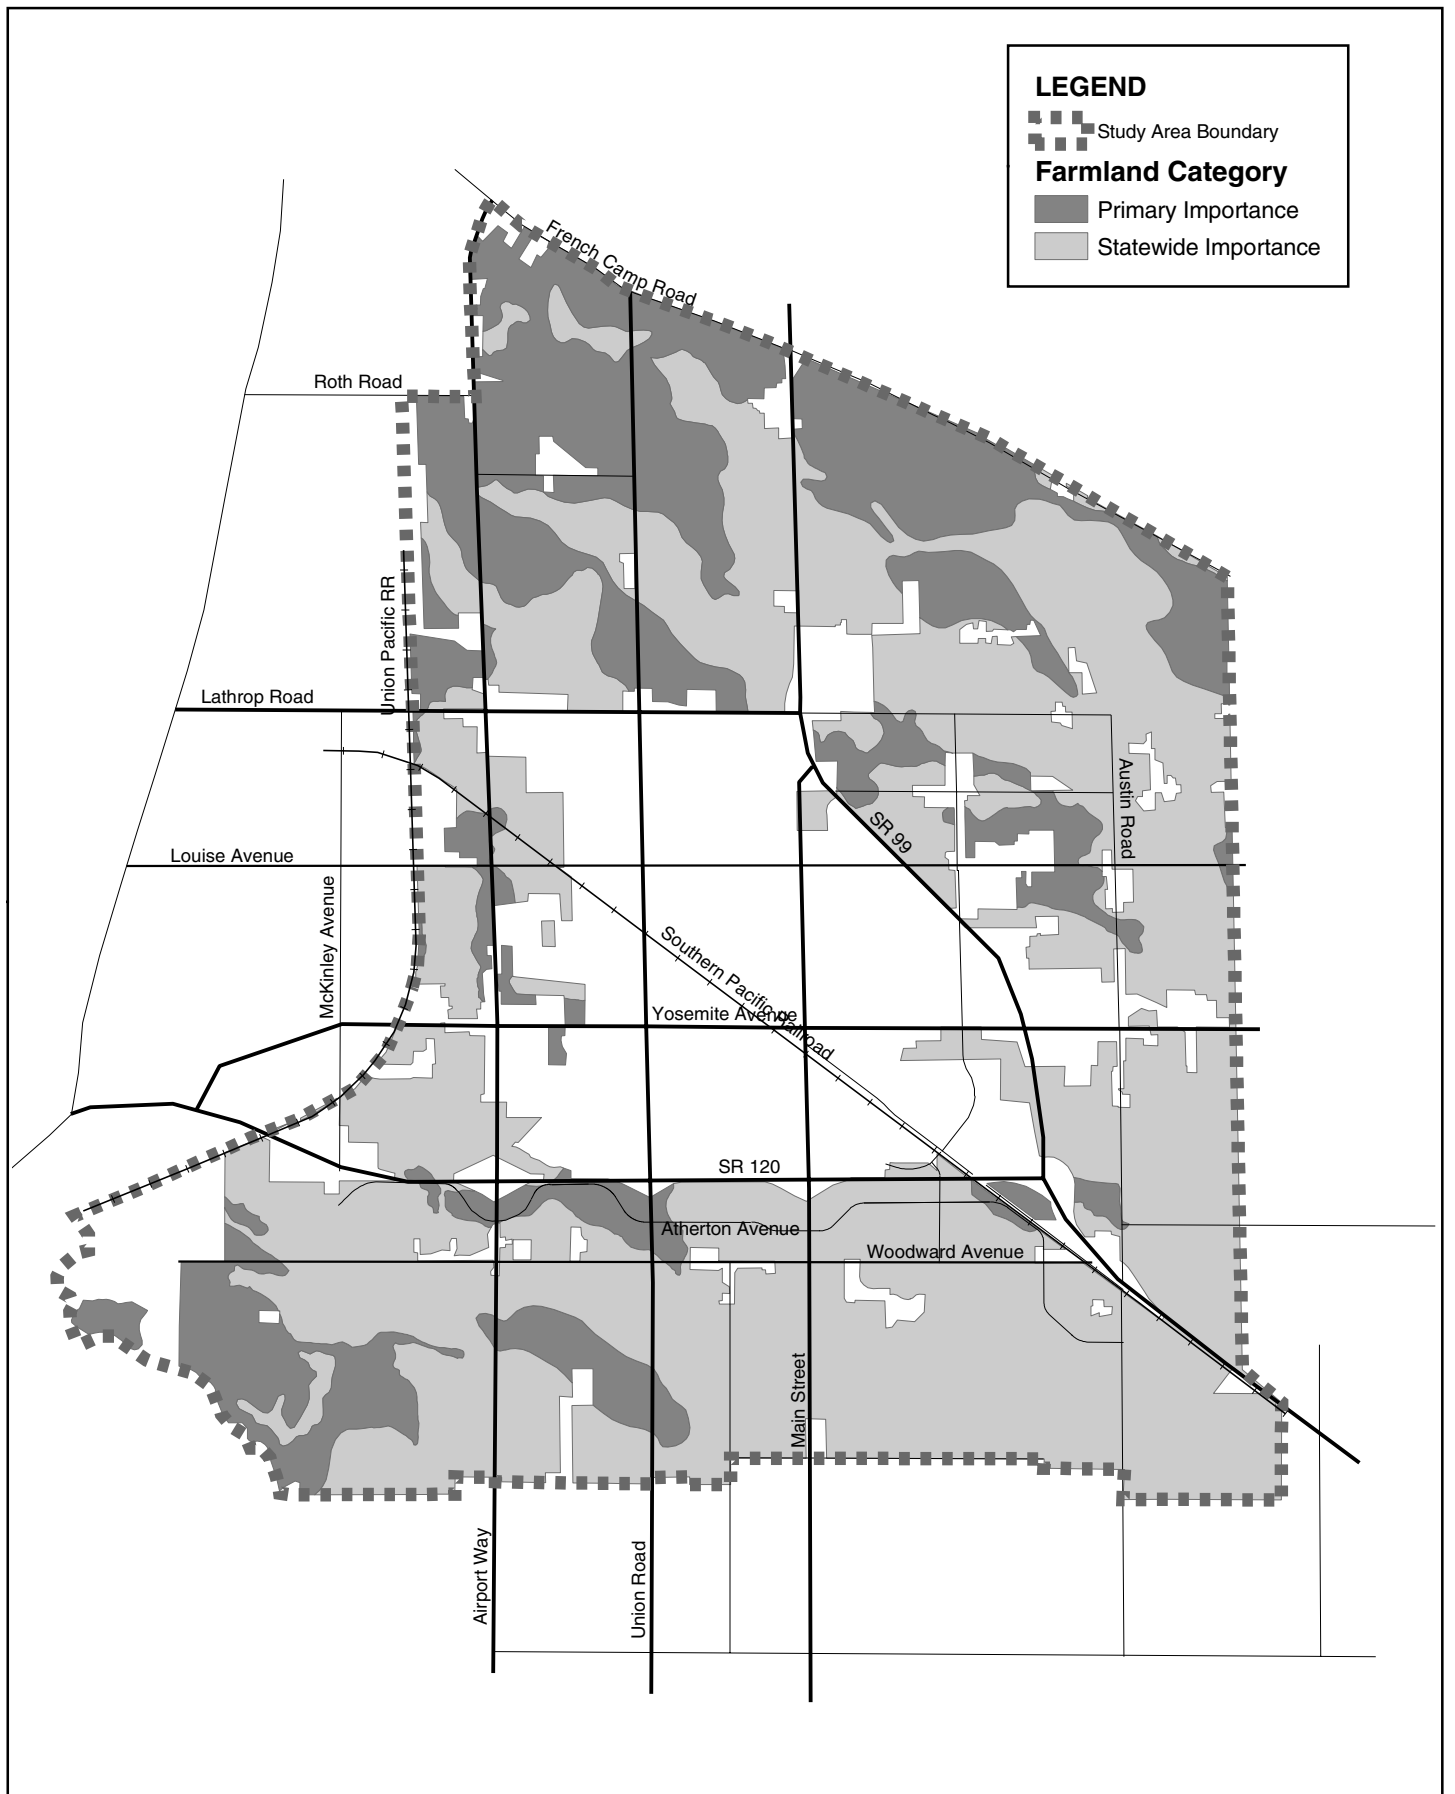 LEGEND
Study Area Boundary
Farmland Category
Primary Importance
Statewide Importance
French Camp Road
Roth Road
Union Pacific RR
Lathrop Road
Austin Road
SR 99
Louise Avenue
McKinley Avenue
Southern Pacific Railroad
Yosemite Avenue
SR 120
Atherton Avenue
Woodward Avenue
Main Street
Airport Way
Union Road